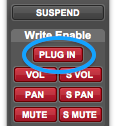 SUSPEND
Write Enable
PLUG IN
VOL S VOL
PAN S PAN
MUTE S MUTE